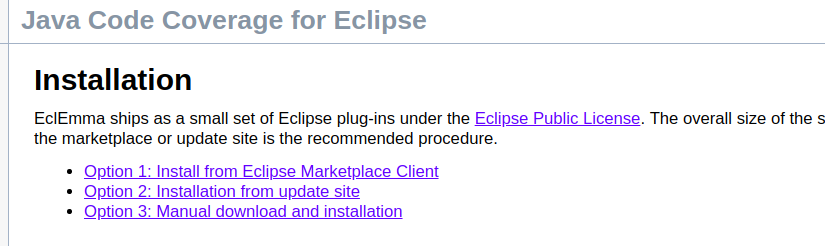 Java Code Coverage for Eclipse
Installation
EclEmma ships as a small set of Eclipse plug-ins under the Eclipse Public License. The overall size of the
the marketplace or update site is the recommended procedure.
Option 1: Install from Eclipse Marketplace Client
Option 2: Installation from update site
Option 3: Manual download and installation